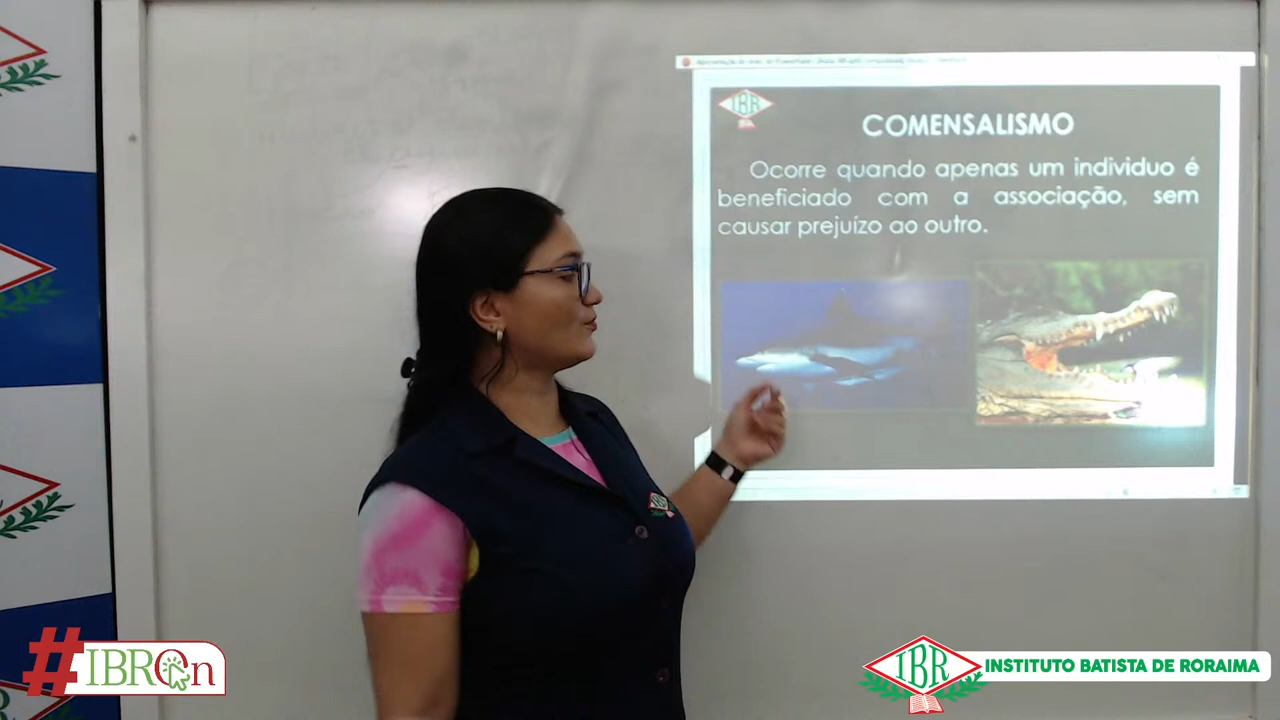 IBR
COMENSALISMO
Ocorre quando apenas um individuo é
beneficiado com a associação, sem
causar prejuízo ao outro.
IBR
#IBROn
IBR
INSTITUTO BATISTA DE RORAIMA